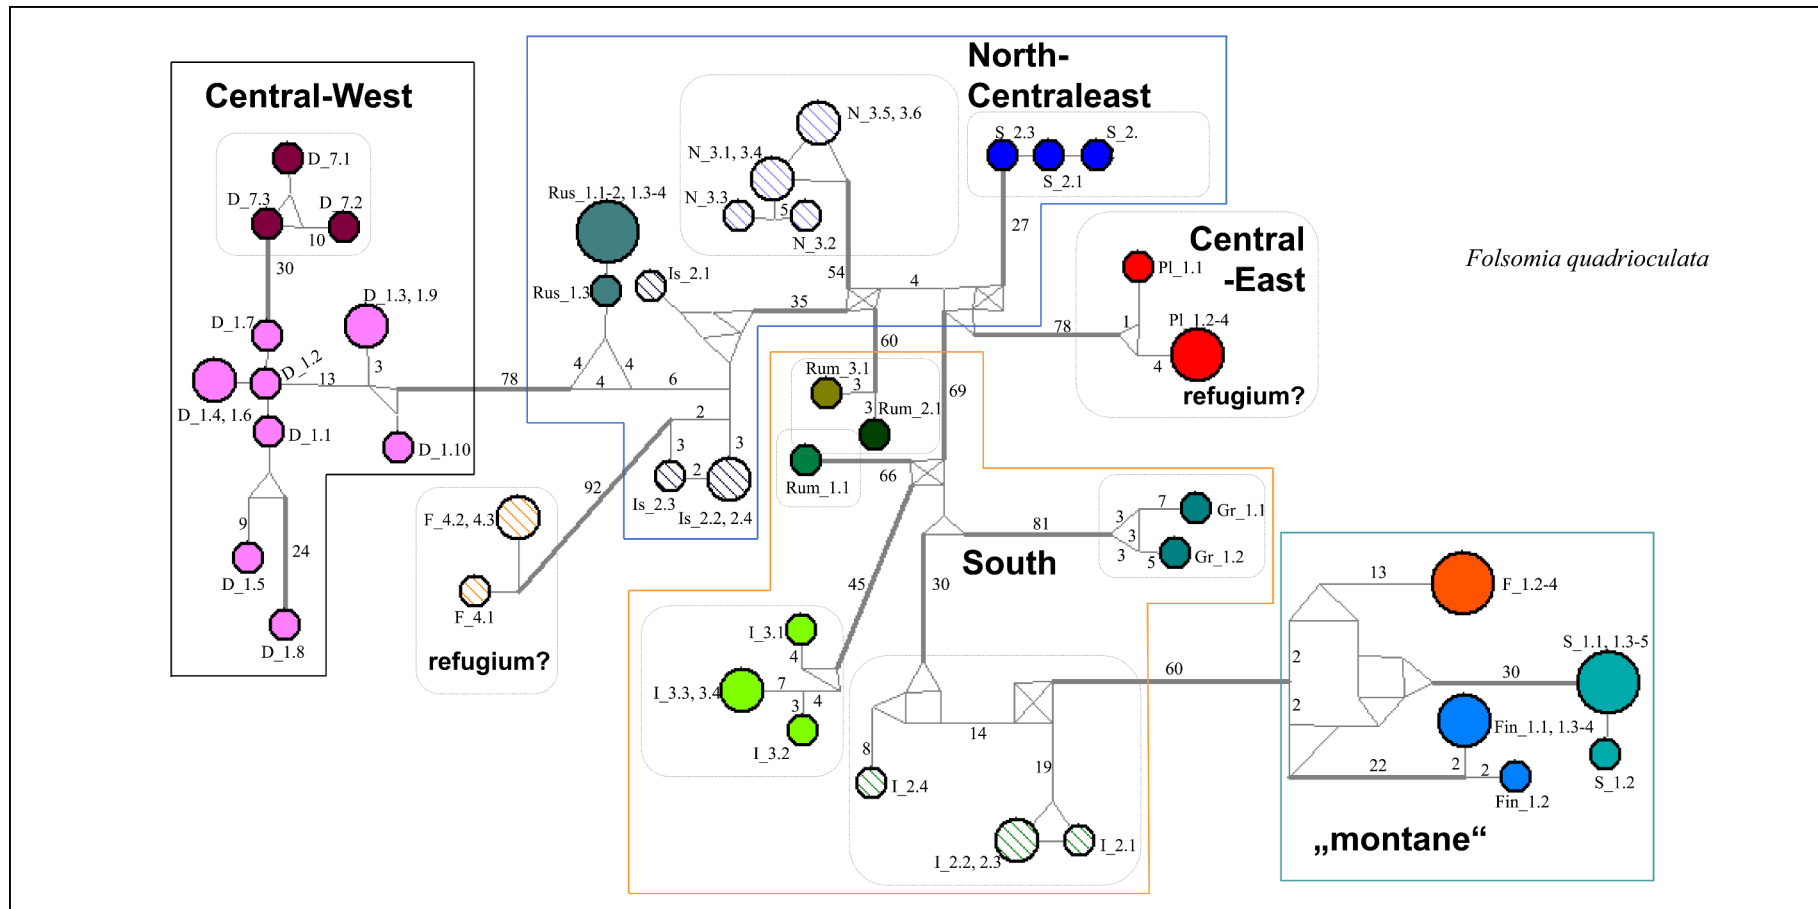 North-
Centraleast
Central-West
D_7.1
D_7.3
D_7.2
10
30
D_1.3, 1.9
D_1.7
D_1.2
13
3
D_1.4, 1.6
D_1.1
D_1.10
78
9
24
D_1.5
D_1.8
N_3.5, 3.6
N_3.1, 3.4
N_3.3
5
N_3.2
54
S_2.3
S_2.
S_2.1
27
4
Rus_1.1-2, 1.3-4
Rus_1.3
Is_2.1
35
4
4
4
6
2
3
2
3
Is_2.3
Is_2.2, 2.4
92
F_4.2, 4.3
F_4.1
refugium?
Central
-East
Pl_1.1
1
78
Pl_1.2-4
4
refugium?
Folsomia quadrioculata
60
Rum_3.1
3
3
Rum_2.1
69
Rum_1.1
66
81
3
7
Gr_1.1
3
3
5
Gr_1.2
South
45
30
I_3.1
4
I_3.3, 3.4
7
4
3
I_3.2
8
14
I_2.4
19
I_2.2, 2.3
I_2.1
60
13
F_1.2-4
2
2
30
S_1.1, 1.3-5
Fin_1.1, 1.3-4
22
2
2
Fin_1.2
S_1.2
„montane“